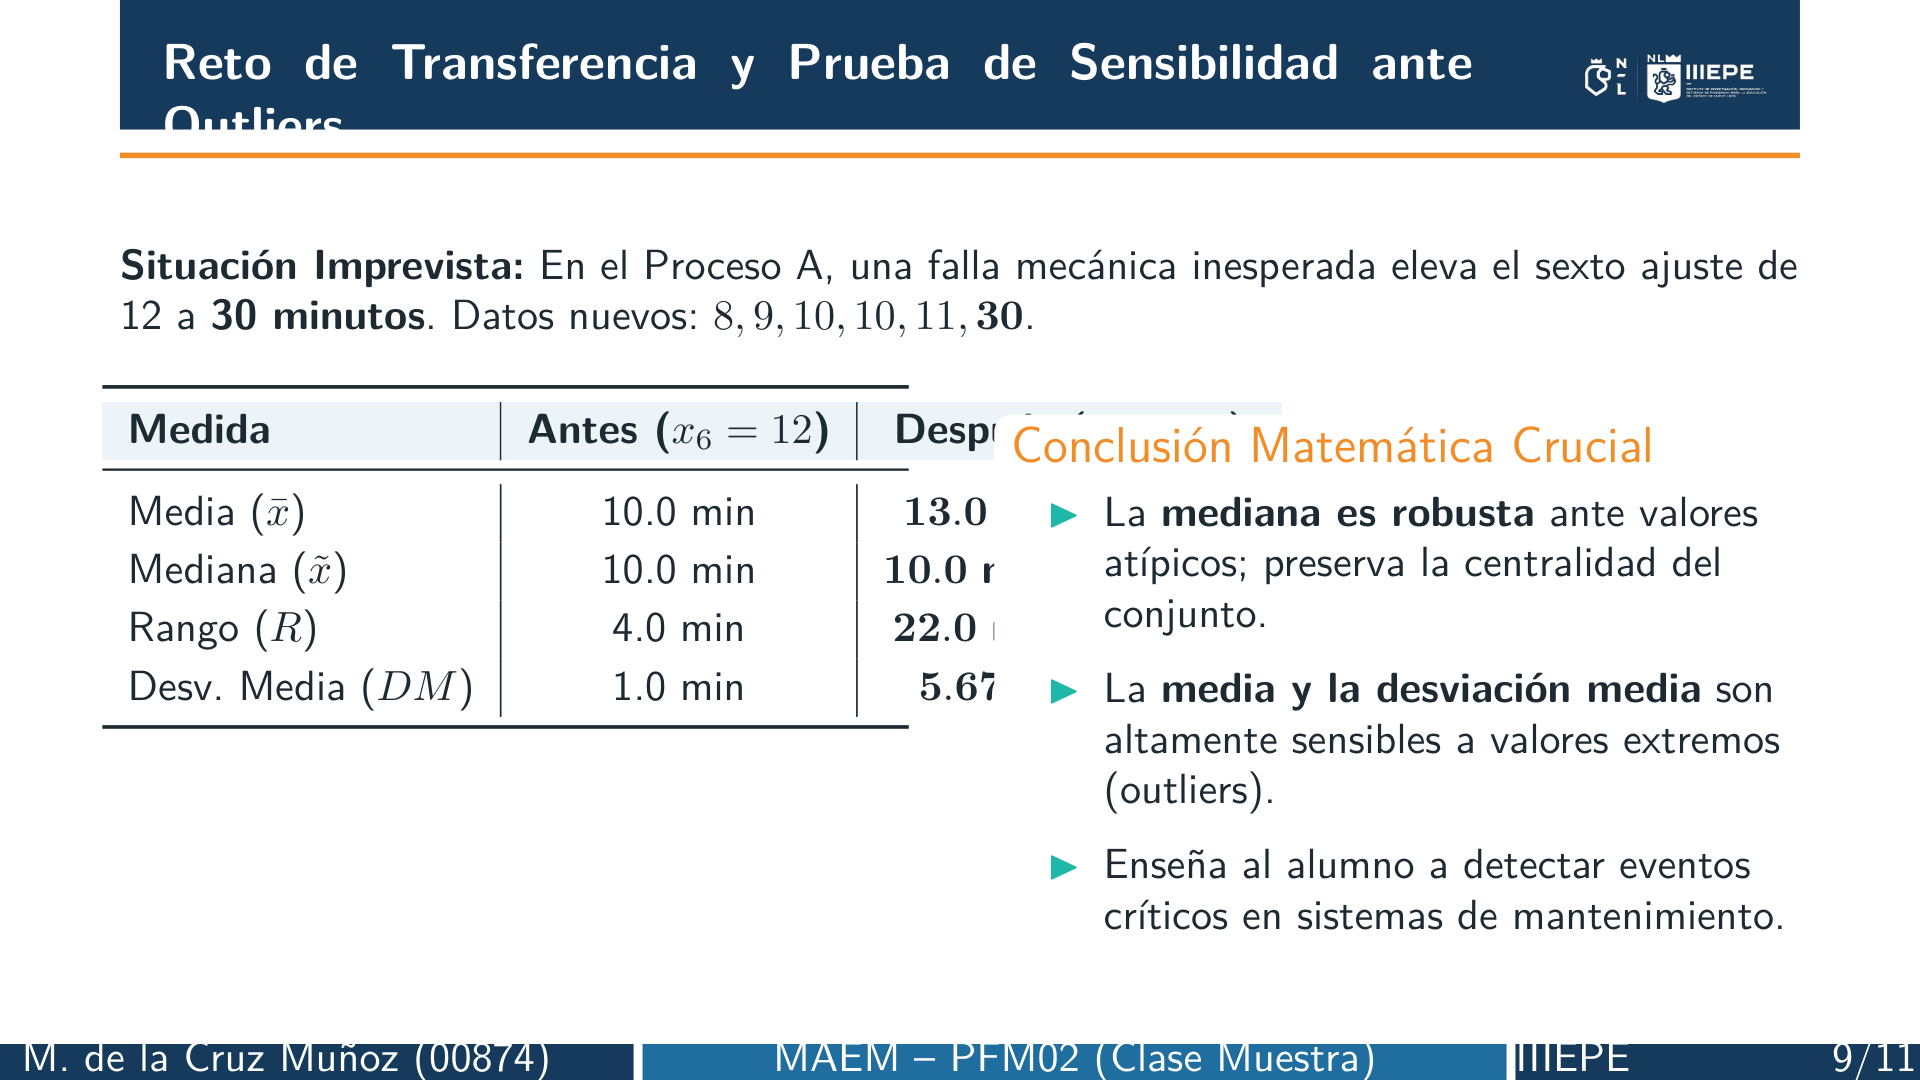 Reto de Transferencia y Prueba de Sensibilidad ante
Outliers
N
L
NL
IIIEPE
Situación Imprevista: En el Proceso A, una falla mecánica inesperada eleva el sexto ajuste de
12 a 30 minutos. Datos nuevos: 8, 9, 10, 10, 11, 30.
Medida Antes (x₆ = 12)
Media (x̄) 10.0 min 13.0
Mediana (x̃) 10.0 min 10.0
Rango (R) 4.0 min 22.0
Desv. Media (DM) 1.0 min 5.67
Conclusión Matemática Crucial
▶ La mediana es robusta ante valores
atípicos; preserva la centralidad del
conjunto.
▶ La media y la desviación media son
altamente sensibles a valores extremos
(outliers).
▶ Enseña al alumno a detectar eventos
críticos en sistemas de mantenimiento.
M. de la Cruz Muñoz (00874) MAEM – PFM02 (Clase Muestra) IIIEPE 9/11